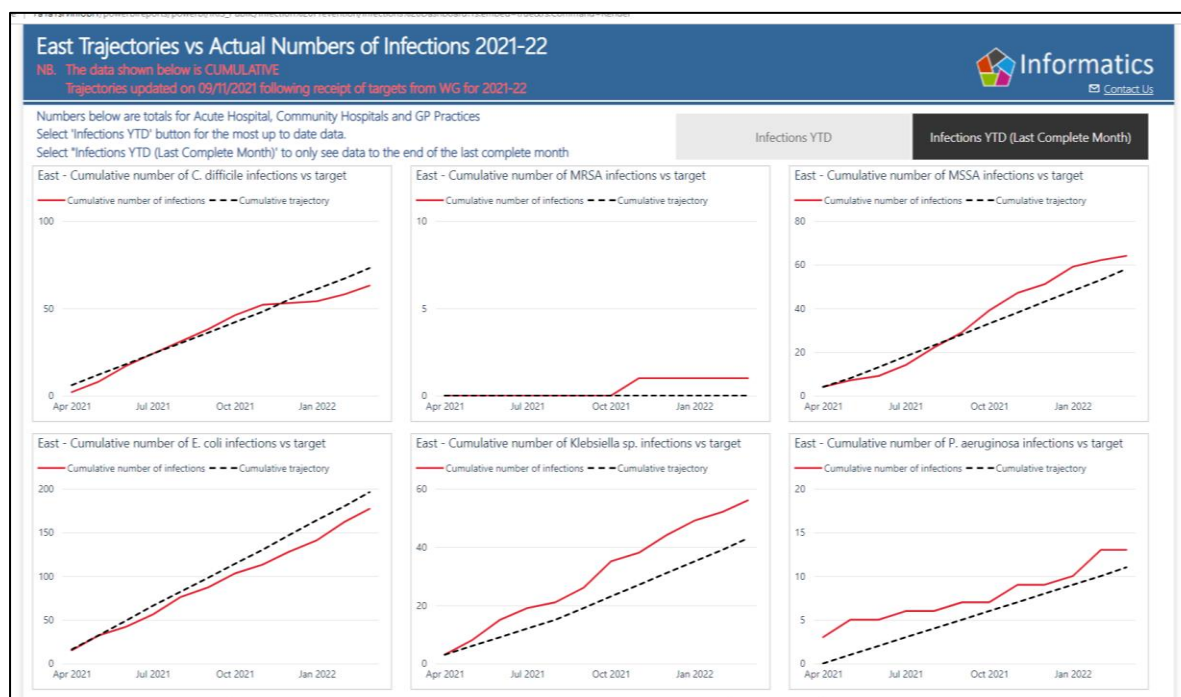 East Trajectories vs Actual Numbers of Infections 2021-22
NB. The data shown below is CUMULATIVE
Trajectories updated on 09/11/2021 following receipt of targets from WG for 2021-22
Informatics
Contact Us
Numbers below are totals for Acute Hospital, Community Hospitals and GP Practices
Select 'Infections YTD' button for the most up to date data.
Select "Infections YTD (Last Complete Month)' to only see data to the end of the last complete month
Infections YTD
Infections YTD (Last Complete Month)
East - Cumulative number of C. difficile infections vs target
Cumulative number of infections Cumulative trajectory
100
50
0
Apr 2021 Jul 2021 Oct 2021 Jan 2022
East - Cumulative number of MRSA infections vs target
Cumulative number of infections Cumulative trajectory
10
5
0
Apr 2021 Jul 2021 Oct 2021 Jan 2022
East - Cumulative number of MSSA infections vs target
Cumulative number of infections Cumulative trajectory
80
60
40
20
0
Apr 2021 Jul 2021 Oct 2021 Jan 2022
East - Cumulative number of E. coli infections vs target
Cumulative number of infections Cumulative trajectory
200
150
100
50
0
Apr 2021 Jul 2021 Oct 2021 Jan 2022
East - Cumulative number of Klebsiella sp. infections vs target
Cumulative number of infections Cumulative trajectory
60
40
20
0
Apr 2021 Jul 2021 Oct 2021 Jan 2022
East - Cumulative number of P. aeruginosa infections vs target
Cumulative number of infections Cumulative trajectory
20
15
10
5
0
Apr 2021 Jul 2021 Oct 2021 Jan 2022